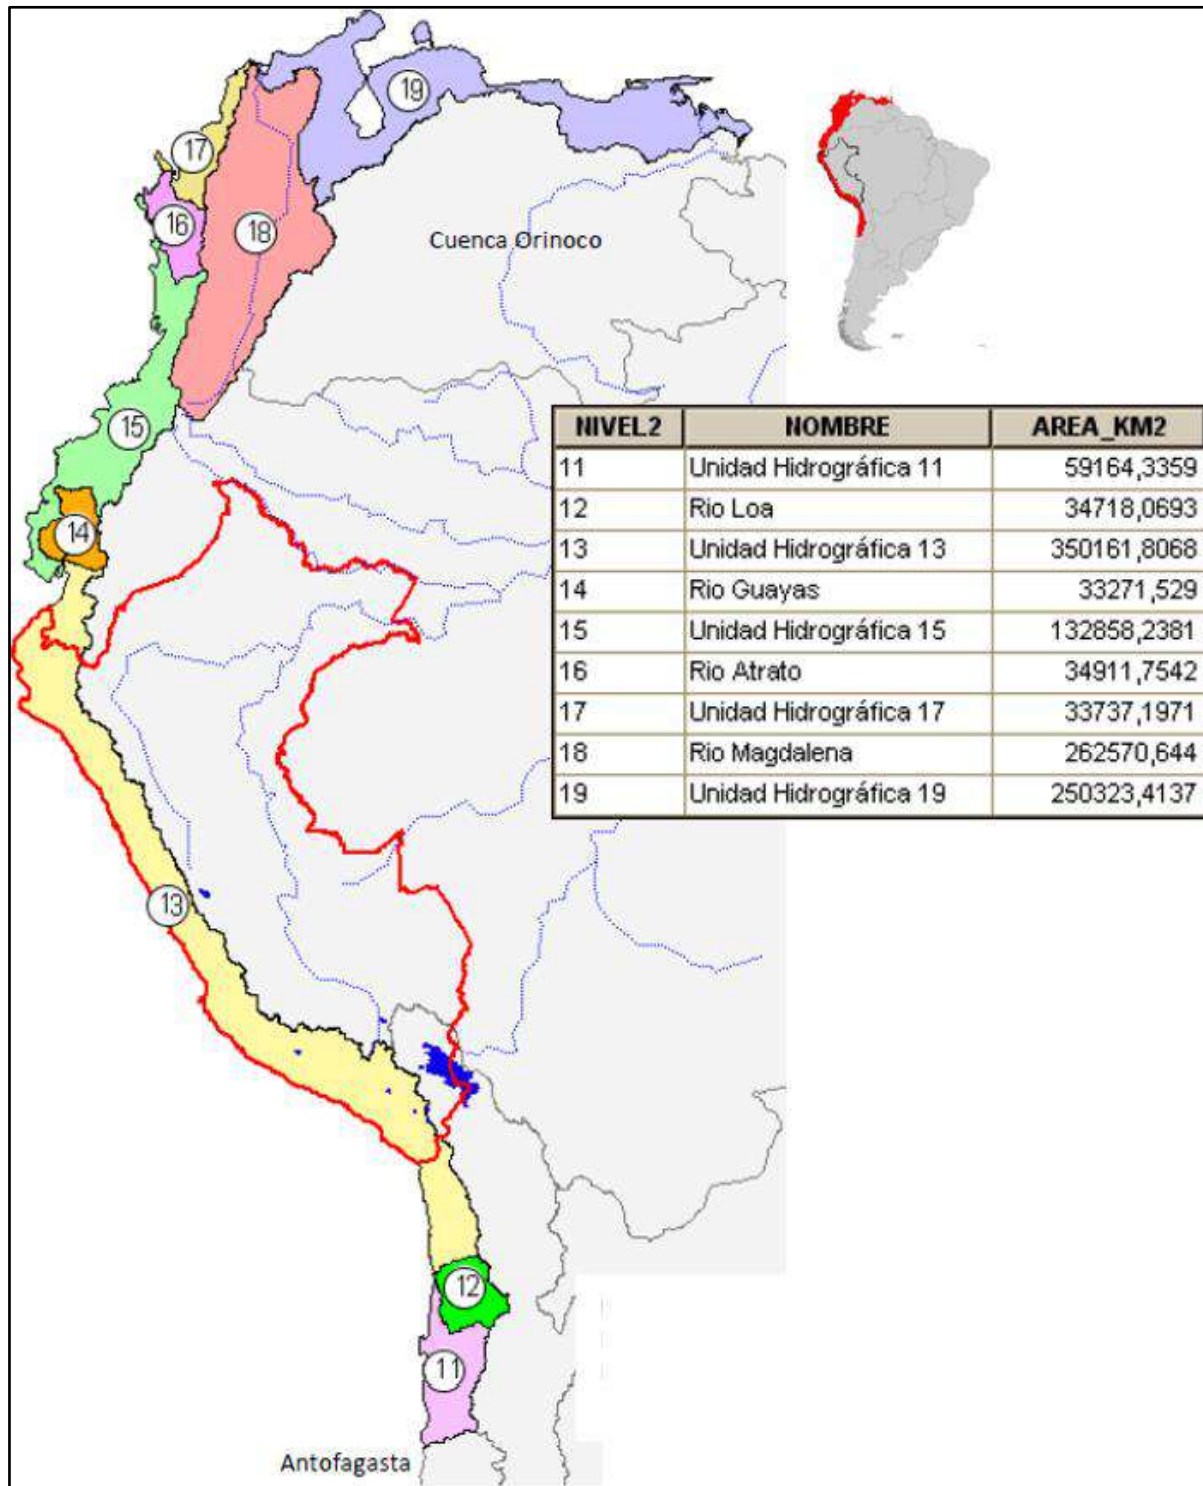 19
17
16
18
Cuenca Orinoco
15
14
NIVEL2 NOMBRE AREA_KM2
11 Unidad Hidrográfica 11 59164,3359
12 Rio Loa 34718,0693
13 Unidad Hidrográfica 13 350161,8068
14 Rio Guayas 33271,529
15 Unidad Hidrográfica 15 132858,2381
16 Rio Atrato 34911,7542
17 Unidad Hidrográfica 17 33737,1971
18 Rio Magdalena 262570,644
19 Unidad Hidrográfica 19 250323,4137
13
12
11
Antofagasta